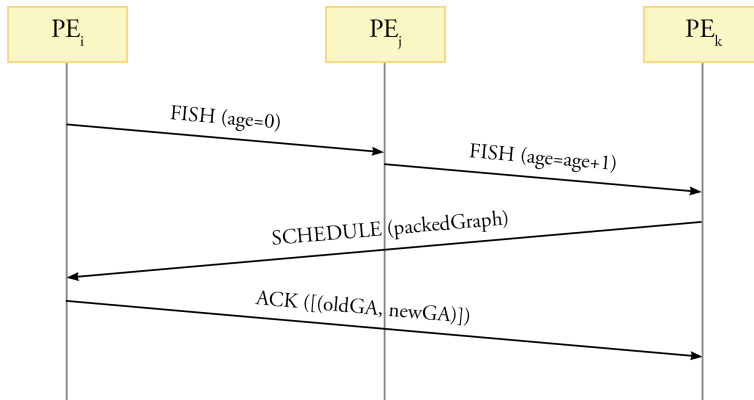 PEi
PEj
PEk
FISH (age=0)
FISH (age=age+1)
SCHEDULE (packedGraph)
ACK ([(oldGA, newGA)])